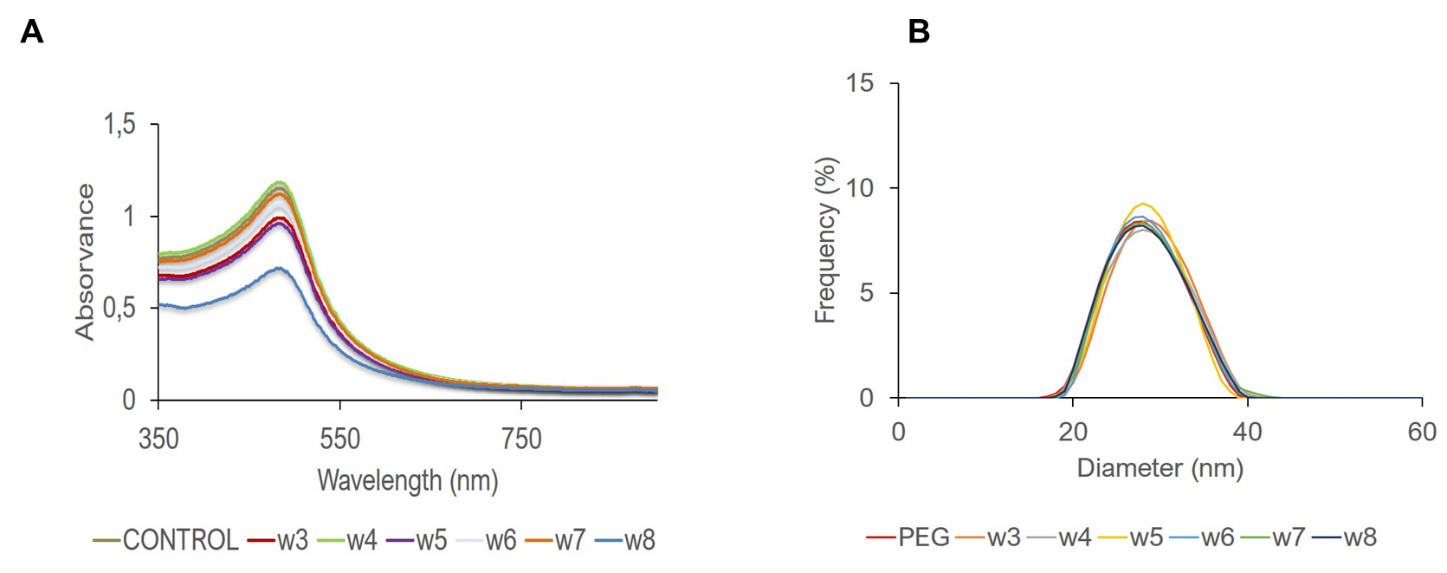 A
B
1,5
1
0,5
0
350 550 750
Absorvance
Wavelength (nm)
CONTROL w3 w4 w5 w6 w7 w8
15
10
5
0
0 20 40 60
Frequency (%)
Diameter (nm)
PEG w3 w4 w5 w6 w7 w8